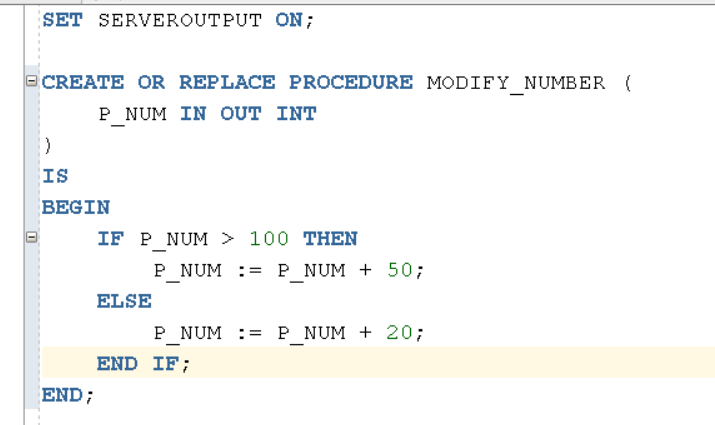 SET SERVEROUTPUT ON;
CREATE OR REPLACE PROCEDURE MODIFY_NUMBER (
P_NUM IN OUT INT
)
IS
BEGIN
IF P_NUM > 100 THEN
P_NUM := P_NUM + 50;
ELSE
P_NUM := P_NUM + 20;
END IF;
END;